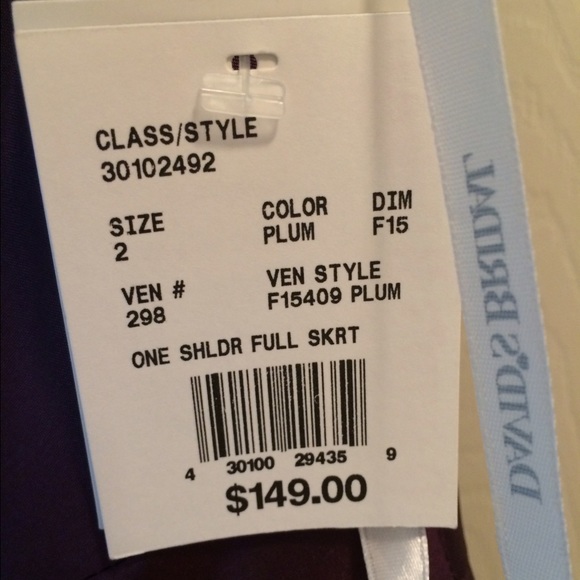 CLASS/STYLE
30102492
SIZE COLOR DIM
2 PLUM F15
VEN # VEN STYLE
298 F15409 PLUM
ONE SHLDR FULL SKRT
4 30100 29435 9
$149.00
DAVID'S BRIDAL